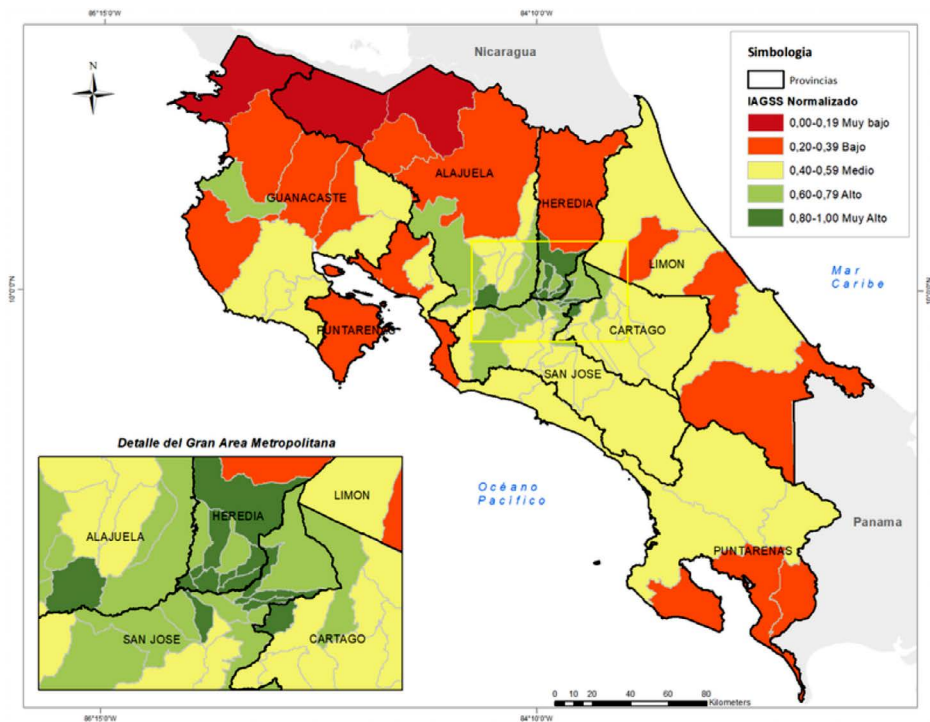 86°15'0"W
84°10'0"W
Nicaragua
N
Simbologia
Provincias
IAGSS Normalizado
0,00-0,19 Muy bajo
0,20-0,39 Bajo
0,40-0,59 Medio
0,60-0,79 Alto
0,80-1,00 Muy Alto
ALAJUELA
GUANACASTE
HEREDIA
LIMON
Mar
Caribe
10°0'0"N
PUNTARENAS
CARTAGO
SAN JOSE
Detalle del Gran Area Metropolitana
LIMON
HEREDIA
ALAJUELA
SAN JOSE
CARTAGO
Océano
Pacífico
Panama
PUNTARENAS
0 10 20 40 60 80
Kilometers
86°15'0"W
84°10'0"W